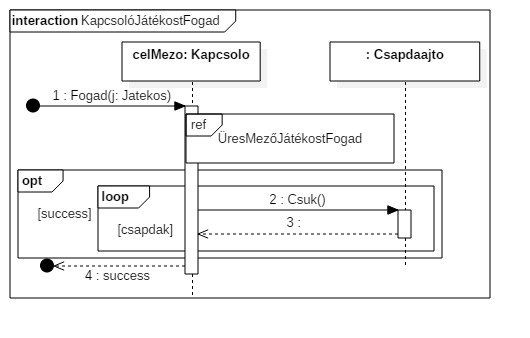 interaction KapcsolóJátékostFogad
celMezo: Kapcsolo
: Csapdaajto
1 : Fogad(j: Jatekos)
ref
ÜresMezőJátékostFogad
opt
loop
2 : Csuk()
[success]
3 :
[csapdak]
4 : success